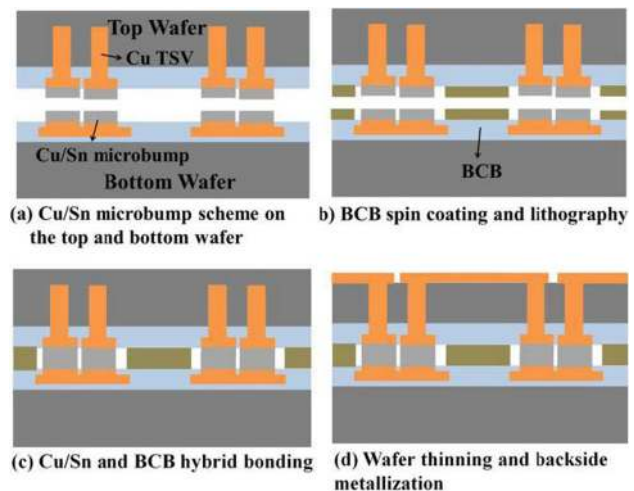 Top Wafer
Cu TSV
Cu/Sn microbump
Bottom Wafer
(a) Cu/Sn microbump scheme on
the top and bottom wafer
BCB
b) BCB spin coating and lithography
(c) Cu/Sn and BCB hybrid bonding
(d) Wafer thinning and backside
metallization